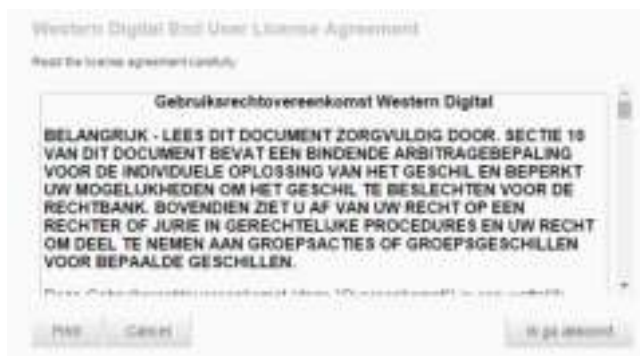 Western Digital End User License Agreement
Read the license agreement carefully.
Gebruiksrechtovereenkomst Western Digital
BELANGRIJK - LEES DIT DOCUMENT ZORGVULDIG DOOR. SECTIE 10
VAN DIT DOCUMENT BEVAT EEN BINDENDE ARBITRAGEBEPALING
VOOR DE INDIVIDUELE OPLOSSING VAN HET GESCHIL EN BEPERKT
UW MOGELIJKHEDEN OM HET GESCHIL TE BESLECHTEN VOOR DE
RECHTBANK. BOVENDIEN ZIET U AF VAN UW RECHT OP EEN
RECHTER OF JURIE IN GERECHTELIJKE PROCEDURES EN UW RECHT
OM DEEL TE NEMEN AAN GROEPSACTIES OF GROEPSGESCHILLEN
VOOR BEPAALDE GESCHILLEN.
Print
Cancel
Ik ga akkoord